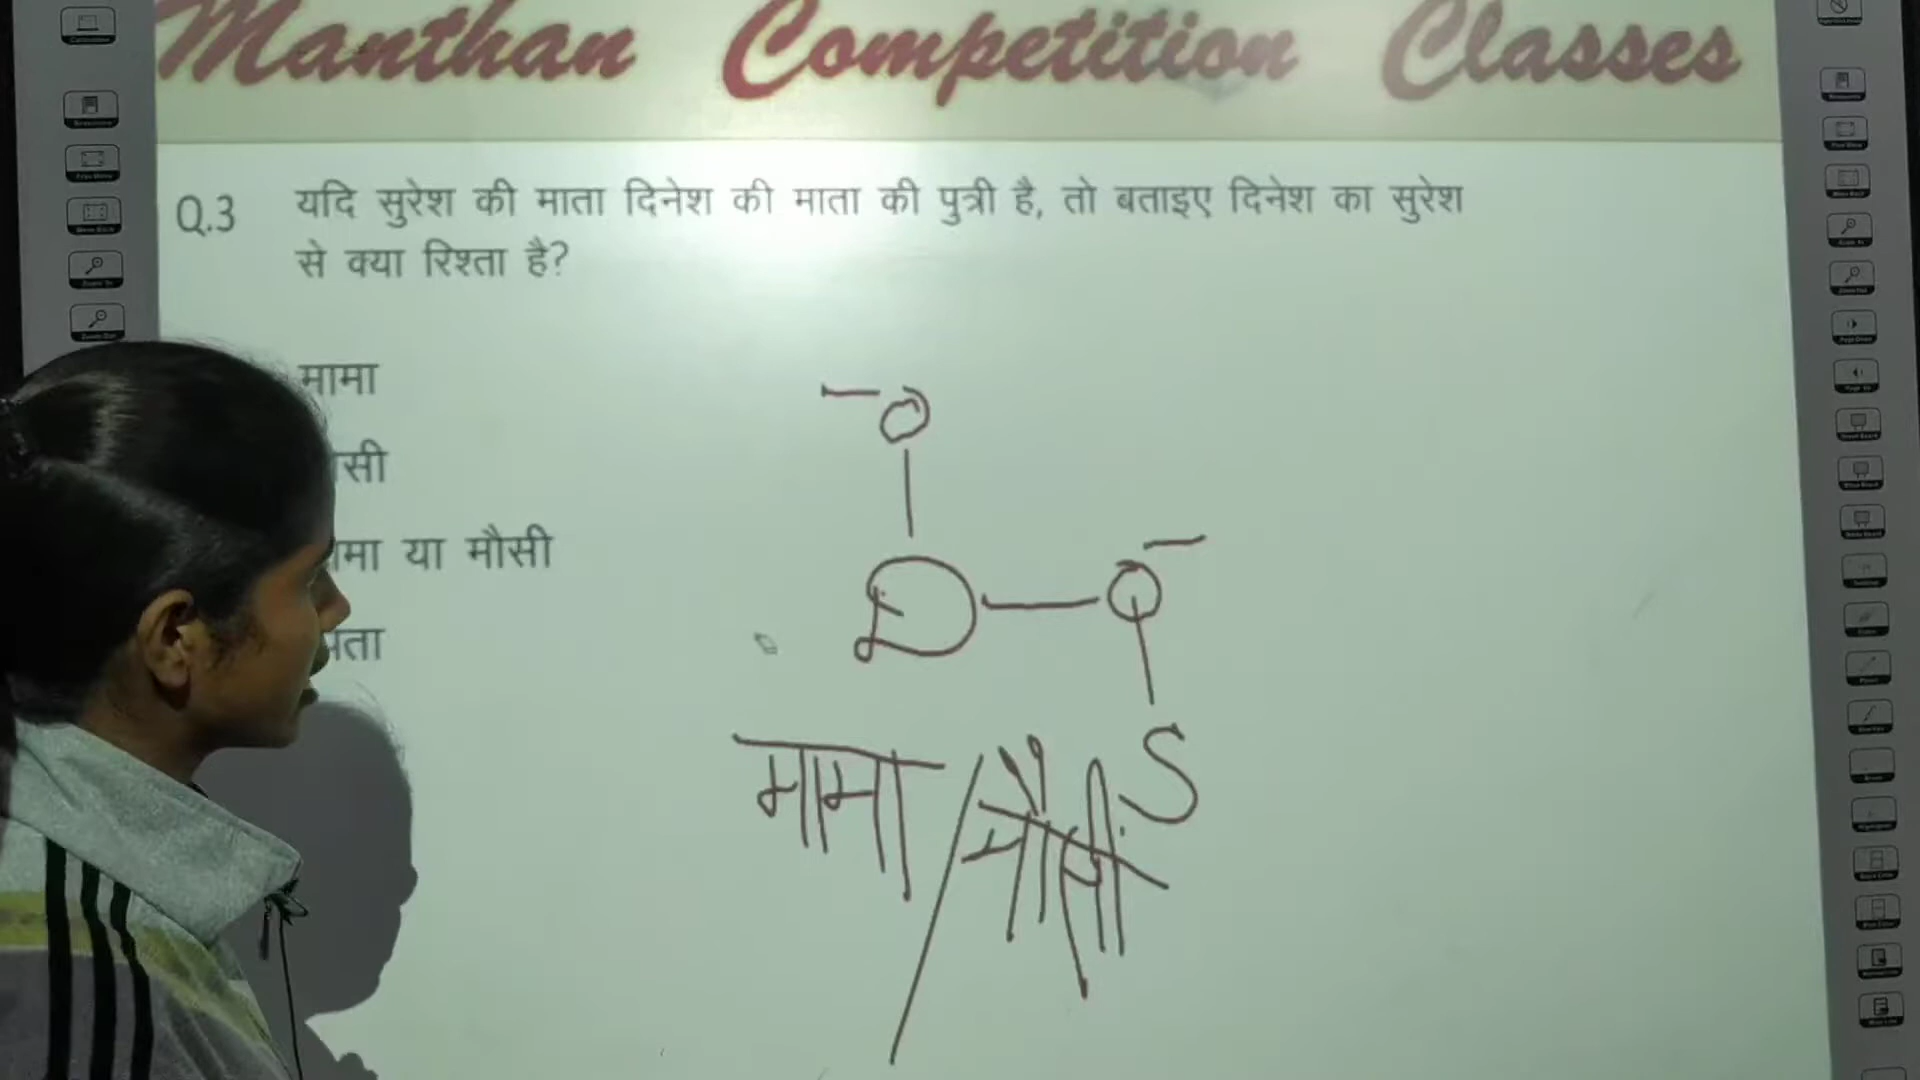 Manthan Competition Classes
Q.3 यदि सुरेश की माता दिनेश की माता की पुत्री है, तो बताइए दिनेश का सुरेश
से क्या रिश्ता है?
मामा
सी
मा या मौसी
ता
D
S
मामा / मौसी